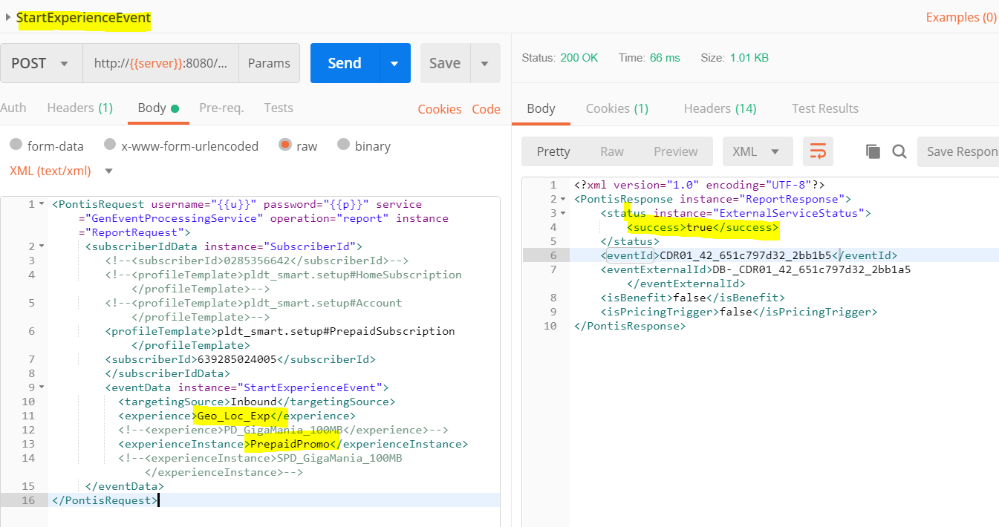 StartExperienceEvent
Examples (0)
POST
http://{{server}}:8080/...
Params
Send
Save
Auth
Headers (1)
Body
Pre-req.
Tests
Cookies
Code
form-data
x-www-form-urlencoded
raw
binary
XML (text/xml)
1 <PontisRequest username="{{u}}" password="{{p}}" service
="GenEventProcessingService" operation="report" instance
="ReportRequest">
2 <subscriberIdData instance="SubscriberId">
3 <!--<subscriberId>0285356642</subscriberId>-->
4 <!--<profileTemplate>pldt_smart.setup#HomeSubscription
</profileTemplate>-->
5 <!--<profileTemplate>pldt_smart.setup#Account
</profileTemplate>-->
6 <profileTemplate>pldt_smart.setup#PrepaidSubscription
</profileTemplate>
7 <subscriberId>639285024005</subscriberId>
8 </subscriberIdData>
9 <eventData instance="StartExperienceEvent">
10 <targetingSource>Inbound</targetingSource>
11 <experience>Geo_Loc_Exp</experience>
12 <!--<experience>PD_GigaMania_100MB</experience>-->
13 <experienceInstance>PrepaidPromo</experienceInstance>
14 <!--<experienceInstance>SPD_GigaMania_100MB
</experienceInstance>-->
15 </eventData>
16 </PontisRequest>
Status: 200 OK
Time: 66 ms
Size: 1.01 KB
Body
Cookies (1)
Headers (14)
Test Results
Pretty
Raw
Preview
XML
Save Respon
1 <?xml version="1.0" encoding="UTF-8"?>
2 <PontisResponse instance="ReportResponse">
3 <status instance="ExternalServiceStatus">
4 <success>true</success>
5 </status>
6 <eventId>CDR01_42_651c797d32_2bb1b5</eventId>
7 <eventExternalId>DB-_CDR01_42_651c797d32_2bb1a5
</eventExternalId>
8 <isBenefit>false</isBenefit>
9 <isPricingTrigger>false</isPricingTrigger>
10 </PontisResponse>